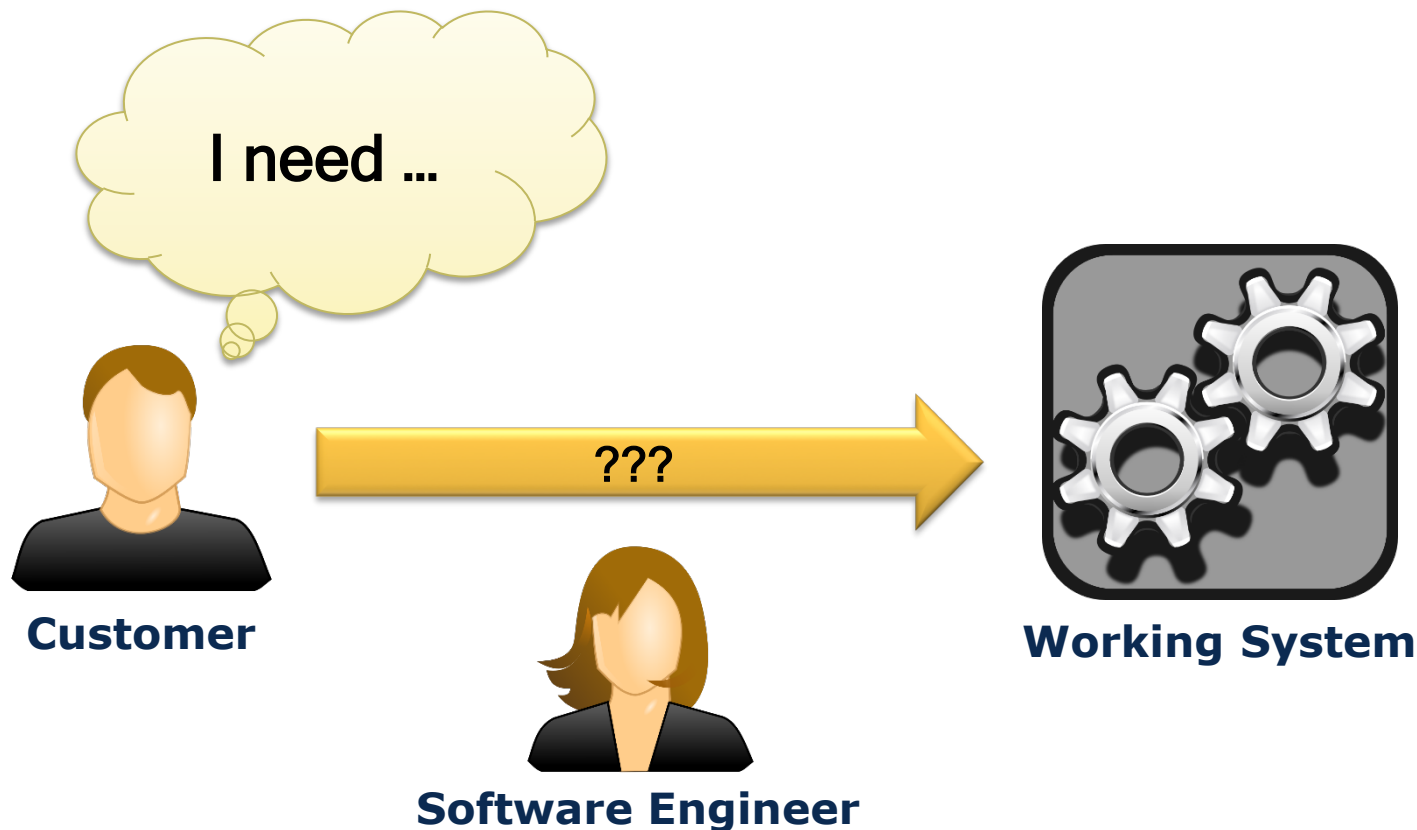 I need ...
???
Customer
Working System
Software Engineer